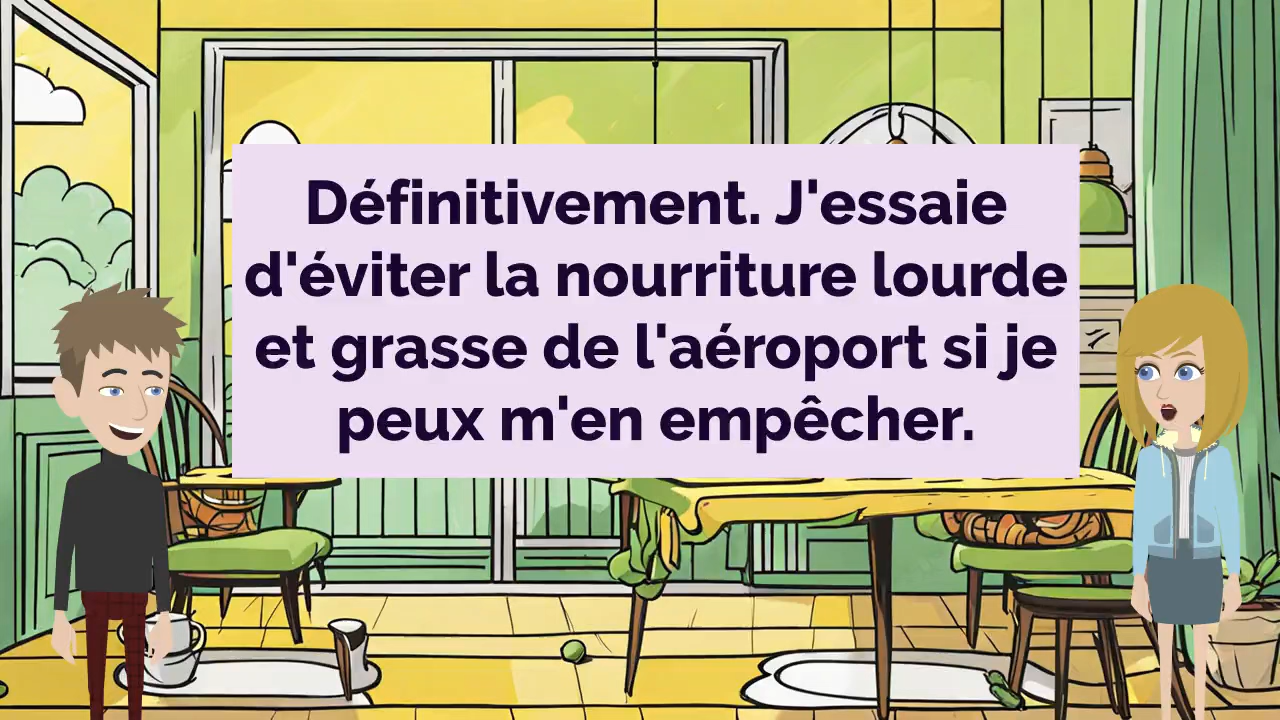 Définitivement. J'essaie
d'éviter la nourriture lourde
et grasse de l'aéroport si je
peux m'en empêcher.